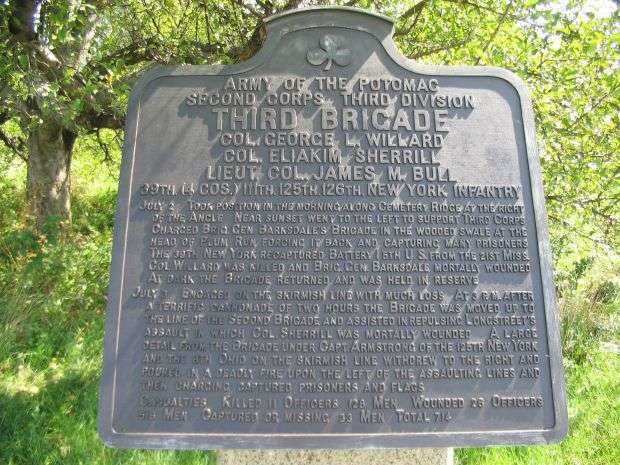 ARMY OF THE POTOMAC
SECOND CORPS THIRD DIVISION
THIRD BRIGADE
COL. GEORGE L. WILLARD
COL. ELIAKIM SHERRILL
LIEUT. COL. JAMES M. BULL
39TH (4 COS.) 111TH. 125TH. 126TH. NEW YORK INFANTRY
JULY 2 TOOK POSITION IN THE MORNING ALONG CEMETERY RIDGE AT THE RIGHT
OF THE ANGLE NEAR SUNSET WENT TO THE LEFT TO SUPPORT THIRD CORPS
CHARGED BRIG. GEN. BARKSDALE'S BRIGADE IN THE WOODED SWALE AT THE
HEAD OF PLUM RUN FORCING IT BACK AND CAPTURING MANY PRISONERS
THE 39TH NEW YORK RECAPTURED BATTERY I 5TH U.S. FROM THE 21ST MISS.
COL. WILLARD WAS KILLED AND BRIG. GEN. BARKSDALE MORTALLY WOUNDED
AT DARK THE BRIGADE RETURNED AND WAS HELD IN RESERVE
JULY 3 ENGAGED ON THE SKIRMISH LINE WITH MUCH LOSS AT 3 P.M. AFTER
A TERRIFIC CANNONADE OF TWO HOURS THE BRIGADE WAS MOVED UP TO
THE LINE OF THE SECOND BRIGADE AND ASSISTED IN REPULSING LONGSTREET'S
ASSAULT IN WHICH COL. SHERRILL WAS MORTALLY WOUNDED A LARGE
DETAIL FROM THE BRIGADE UNDER CAPT. ARMSTRONG OF THE 125TH NEW YORK
AND THE 8TH OHIO ON THE SKIRMISH LINE WITHDREW TO THE RIGHT AND
POURED IN A DEADLY FIRE UPON THE LEFT OF THE ASSAULTING LINES AND
THEN CHARGING CAPTURED PRISONERS AND FLAGS
CASUALTIES KILLED 11 OFFICERS 128 MEN WOUNDED 26 OFFICERS
516 MEN CAPTURED OR MISSING 33 MEN TOTAL 714